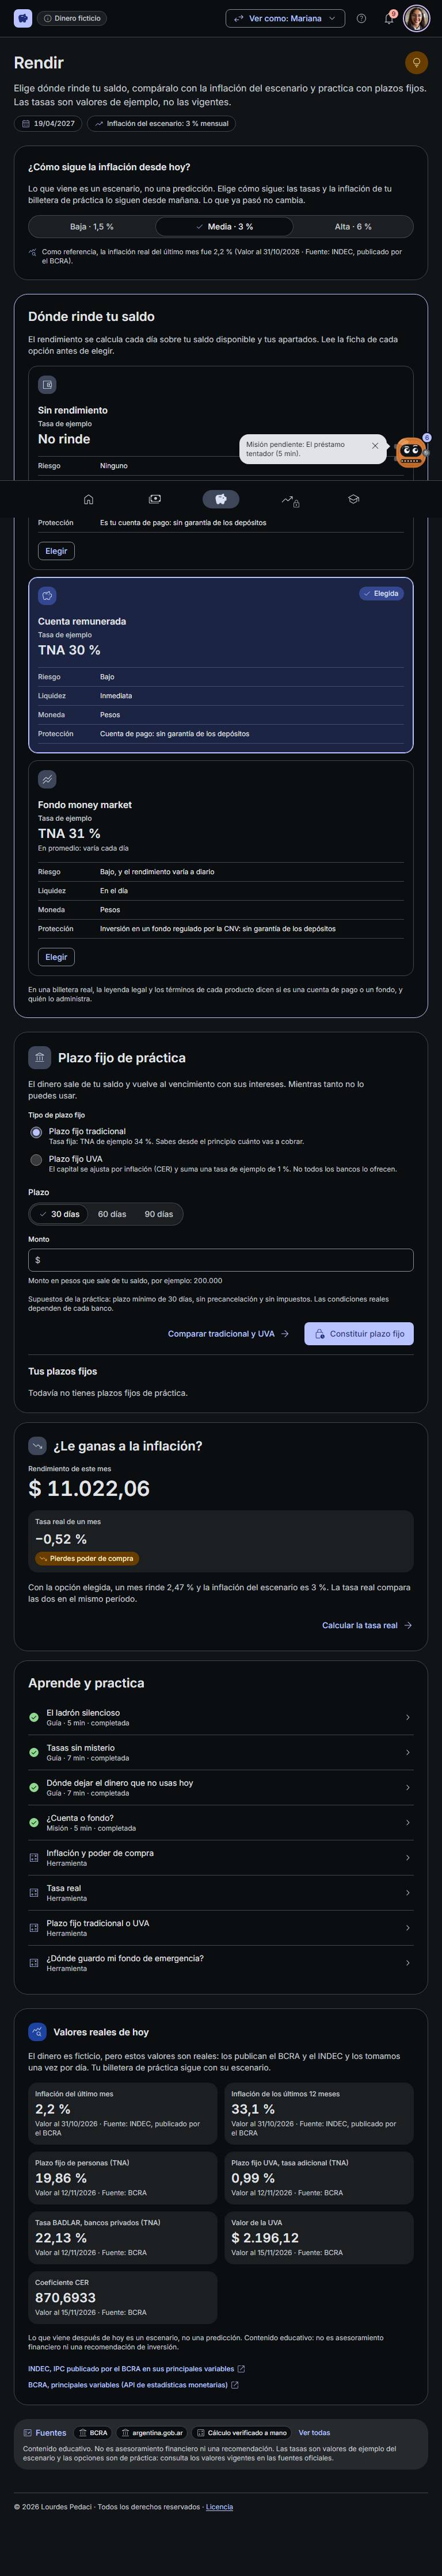 Dinero ficticio
Ver como: Mariana
Rendir
Elige dónde rinde tu saldo, compáralo con la inflación del escenario y practica con plazos fijos.
Las tasas son valores de ejemplo, no las vigentes.
19/04/2027
Inflación del escenario: 3 % mensual
¿Cómo sigue la inflación desde hoy?
Lo que viene es un escenario, no una predicción. Elige cómo sigue: las tasas y la inflación de tu
billetera de práctica lo siguen desde mañana. Lo que ya pasó no cambia.
Baja · 1,5 %
Media · 3 %
Alta · 6 %
Como referencia, la inflación real del último mes fue 2,2 % (Valor al 31/10/2026 · Fuente: INDEC, publicado por
el BCRA).
Dónde rinde tu saldo
El rendimiento se calcula cada día sobre tu saldo disponible y tus apartados. Lee la ficha de cada
opción antes de elegir.
Sin rendimiento
Tasa de ejemplo
No rinde
Misión pendiente: El préstamo
tentador (5 min).
6
Riesgo
Ninguno
Protección
Es tu cuenta de pago: sin garantía de los depósitos
Elegir
Elegida
Cuenta remunerada
Tasa de ejemplo
TNA 30 %
Riesgo
Bajo
Liquidez
Inmediata
Moneda
Pesos
Protección
Cuenta de pago: sin garantía de los depósitos
Fondo money market
Tasa de ejemplo
TNA 31 %
En promedio: varía cada día
Riesgo
Bajo, y el rendimiento varía a diario
Liquidez
En el día
Moneda
Pesos
Protección
Inversión en un fondo regulado por la CNV: sin garantía de los depósitos
Elegir
En una billetera real, la leyenda legal y los términos de cada producto dicen si es una cuenta de pago o un fondo, y
quién lo administra.
Plazo fijo de práctica
El dinero sale de tu saldo y vuelve al vencimiento con sus intereses. Mientras tanto no lo
puedes usar.
Tipo de plazo fijo
Plazo fijo tradicional
Tasa fija: TNA de ejemplo 34 %. Sabes desde el principio cuánto vas a cobrar.
Plazo fijo UVA
El capital se ajusta por inflación (CER) y suma una tasa de ejemplo de 1 %. No todos los bancos lo ofrecen.
Plazo
30 días
60 días
90 días
Monto
$
Monto en pesos que sale de tu saldo, por ejemplo: 200.000
Supuestos de la práctica: plazo mínimo de 30 días, sin precancelación y sin impuestos. Las condiciones reales
dependen de cada banco.
Comparar tradicional y UVA
Constituir plazo fijo
Tus plazos fijos
Todavía no tienes plazos fijos de práctica.
¿Le ganas a la inflación?
Rendimiento de este mes
$ 11.022,06
Tasa real de un mes
−0,52 %
Pierdes poder de compra
Con la opción elegida, un mes rinde 2,47 % y la inflación del escenario es 3 %. La tasa real compara
las dos en el mismo período.
Calcular la tasa real
Aprende y practica
El ladrón silencioso
Guía · 5 min · completada
Tasas sin misterio
Guía · 7 min · completada
Dónde dejar el dinero que no usas hoy
Guía · 7 min · completada
¿Cuenta o fondo?
Misión · 5 min · completada
Inflación y poder de compra
Herramienta
Tasa real
Herramienta
Plazo fijo tradicional o UVA
Herramienta
¿Dónde guardo mi fondo de emergencia?
Herramienta
Valores reales de hoy
El dinero es ficticio, pero estos valores son reales: los publican el BCRA y el INDEC y los tomamos
una vez por día. Tu billetera de práctica sigue con su escenario.
Inflación del último mes
2,2 %
Valor al 31/10/2026 · Fuente: INDEC, publicado por
el BCRA
Inflación de los últimos 12 meses
33,1 %
Valor al 31/10/2026 · Fuente: INDEC, publicado por
el BCRA
Plazo fijo de personas (TNA)
19,86 %
Valor al 12/11/2026 · Fuente: BCRA
Plazo fijo UVA, tasa adicional (TNA)
0,99 %
Valor al 12/11/2026 · Fuente: BCRA
Tasa BADLAR, bancos privados (TNA)
22,13 %
Valor al 12/11/2026 · Fuente: BCRA
Valor de la UVA
$ 2.196,12
Valor al 15/11/2026 · Fuente: BCRA
Coeficiente CER
870,6933
Valor al 15/11/2026 · Fuente: BCRA
Lo que viene después de hoy es un escenario, no una predicción. Contenido educativo: no es asesoramiento
financiero ni una recomendación de inversión.
INDEC, IPC publicado por el BCRA en sus principales variables
BCRA, principales variables (API de estadísticas monetarias)
Fuentes
BCRA
argentina.gob.ar
Cálculo verificado a mano
Ver todas
Contenido educativo. No es asesoramiento financiero ni una recomendación. Las tasas son valores de ejemplo del
escenario y las opciones son de práctica: consulta los valores vigentes en las fuentes oficiales.
© 2026 Lourdes Pedaci · Todos los derechos reservados · Licencia